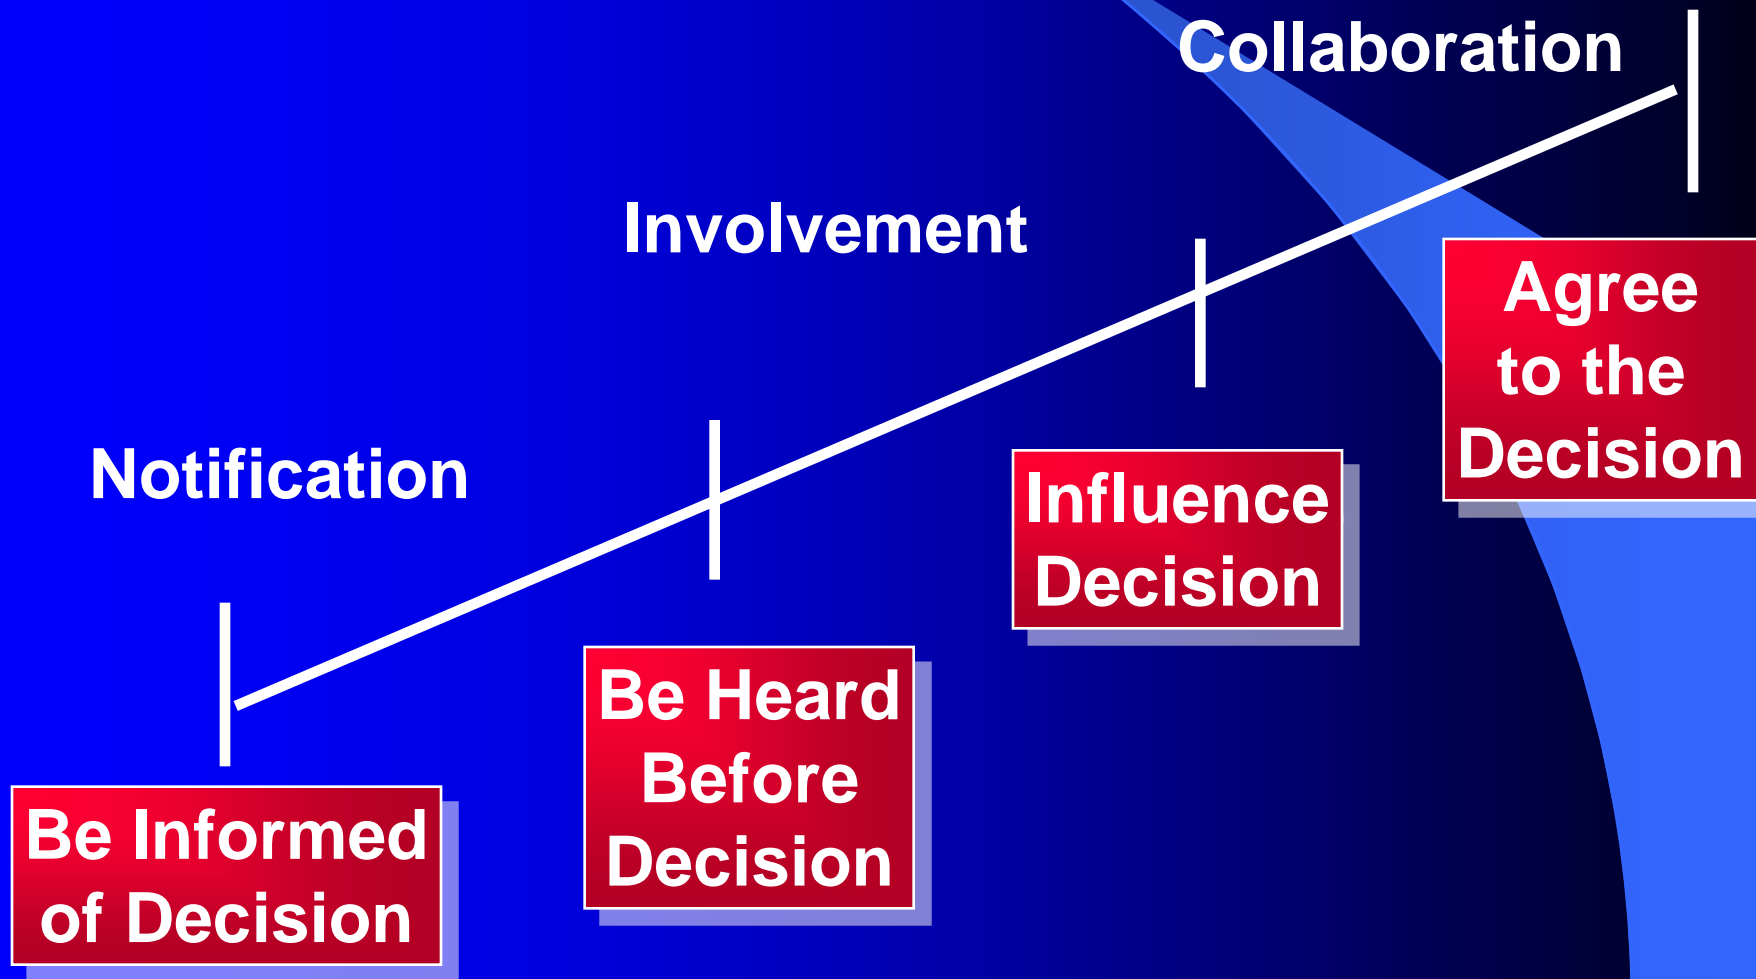 Collaboration
Involvement
Notification
Agree
to the
Decision
Influence
Decision
Be Heard
Before
Decision
Be Informed
of Decision